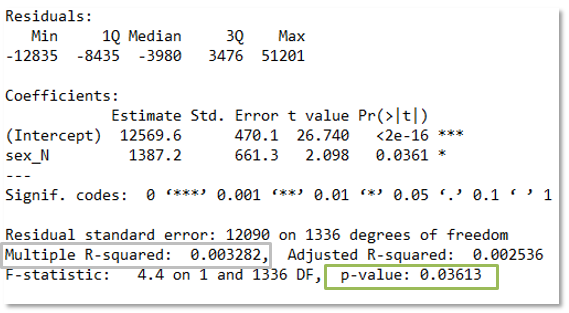 Residuals:
   Min     1Q Median     3Q    Max
-12835  -8435  -3980   3476  51201

Coefficients:
            Estimate Std. Error t value Pr(>|t|)
(Intercept)  12569.6      470.1  26.740   <2e-16 ***
sex_N         1387.2      661.3   2.098   0.0361 *
---
Signif. codes:  0 ‘***’ 0.001 ‘**’ 0.01 ‘*’ 0.05 ‘.’ 0.1 ‘ ’ 1

Residual standard error: 12090 on 1336 degrees of freedom
Multiple R-squared:  0.003282,  Adjusted R-squared:  0.002536
F-statistic:   4.4 on 1 and 1336 DF,  p-value: 0.03613